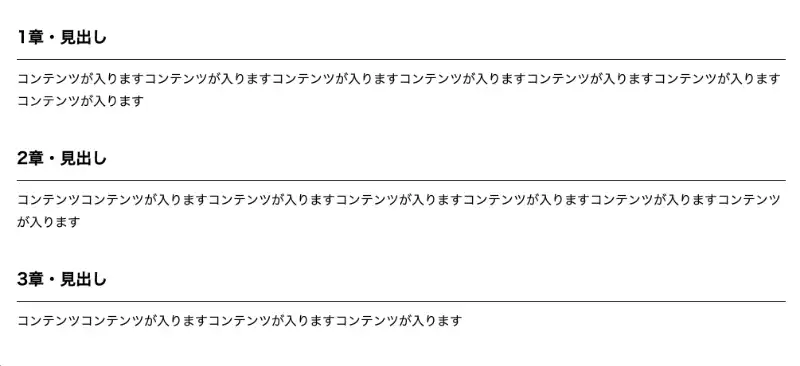 1章・見出し
コンテンツが入りますコンテンツが入りますコンテンツが入りますコンテンツが入りますコンテンツが入りますコンテンツが入ります
コンテンツが入ります
2章・見出し
コンテンツコンテンツが入りますコンテンツが入りますコンテンツが入りますコンテンツが入りますコンテンツが入りますコンテンツ
が入ります
3章・見出し
コンテンツコンテンツが入りますコンテンツが入りますコンテンツが入ります